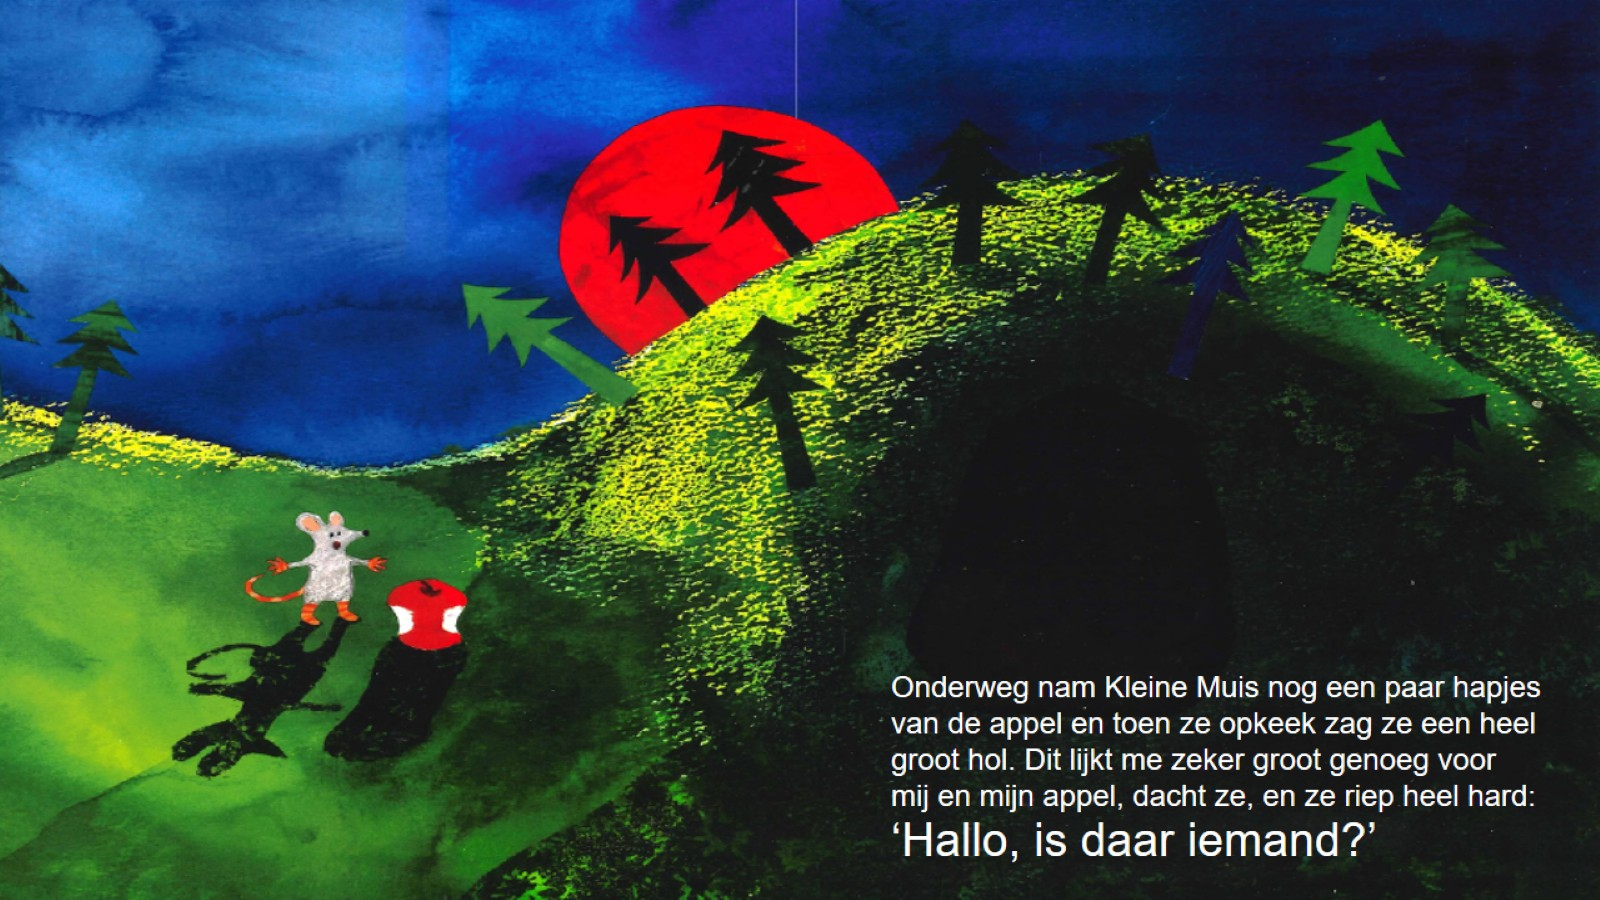 Onderweg nam Kleine Muis nog een paar hapjes
van de appel en toen ze opkeek zag ze een heel
groot hol. Dit lijkt me zeker groot genoeg voor
mij en mijn appel, dacht ze, en ze riep heel hard:
‘Hallo, is daar iemand?’